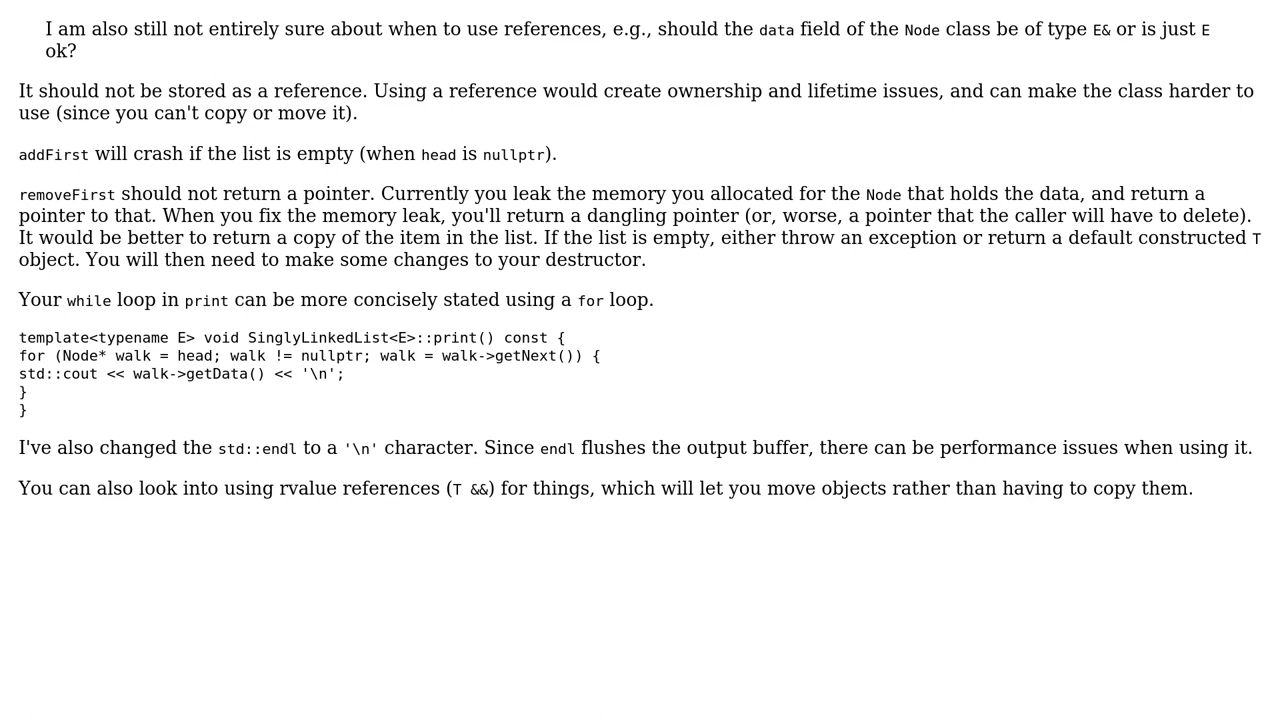 I am also still not entirely sure about when to use references, e.g., should the data field of the Node class be of type E& or is just E
ok?
It should not be stored as a reference. Using a reference would create ownership and lifetime issues, and can make the class harder to
use (since you can't copy or move it).
addFirst will crash if the list is empty (when head is nullptr).
removeFirst should not return a pointer. Currently you leak the memory you allocated for the Node that holds the data, and return a
pointer to that. When you fix the memory leak, you'll return a dangling pointer (or, worse, a pointer that the caller will have to delete).
It would be better to return a copy of the item in the list. If the list is empty, either throw an exception or return a default constructed T
object. You will then need to make some changes to your destructor.
Your while loop in print can be more concisely stated using a for loop.
template<typename E> void SinglyLinkedList<E>::print() const {
for (Node* walk = head; walk != nullptr; walk = walk->getNext()) {
std::cout << walk->getData() << '\n';
}
}
I've also changed the std::endl to a '\n' character. Since endl flushes the output buffer, there can be performance issues when using it.
You can also look into using rvalue references (T &&) for things, which will let you move objects rather than having to copy them.